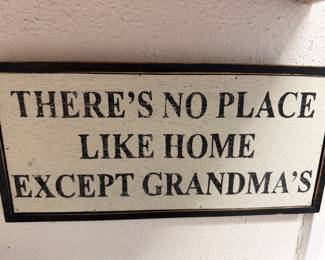 THERE'S NO PLACE
LIKE HOME
EXCEPT GRANDMA'S